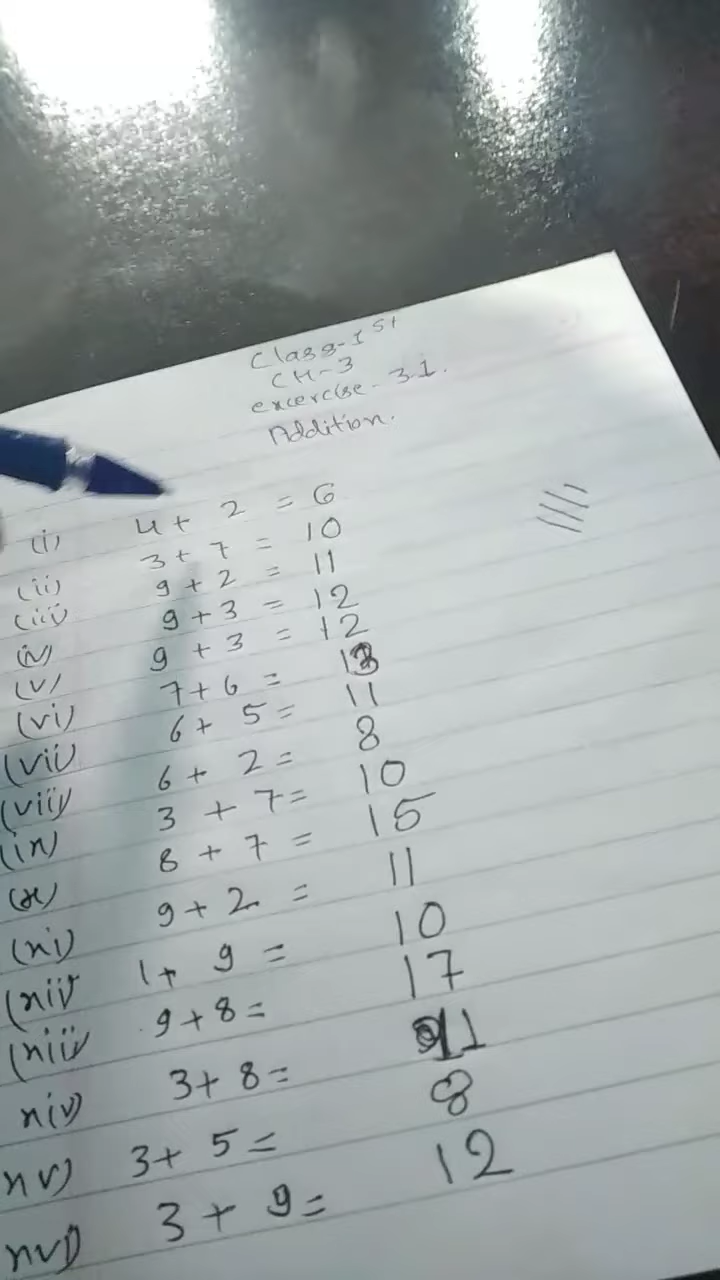 Class-1st
CH-3
excercise-3.1.
Addition.
(i) 4 + 2 = 6
(ii) 3 + 7 = 10
(iii) 9 + 2 = 11
(iv) 9 + 3 = 12
(v) 9 + 3 = 12
(vi) 7 + 6 = 13
(vii) 6 + 5 = 11
(viii) 6 + 2 = 8
(ix) 3 + 7 = 10
(x) 8 + 7 = 15
(xi) 9 + 2 = 11
(xii) 1 + 9 = 10
(xiii) 9 + 8 = 17
xiv) 3 + 8 = 11
xv) 3 + 5 = 8
xvi) 3 + 9 = 12